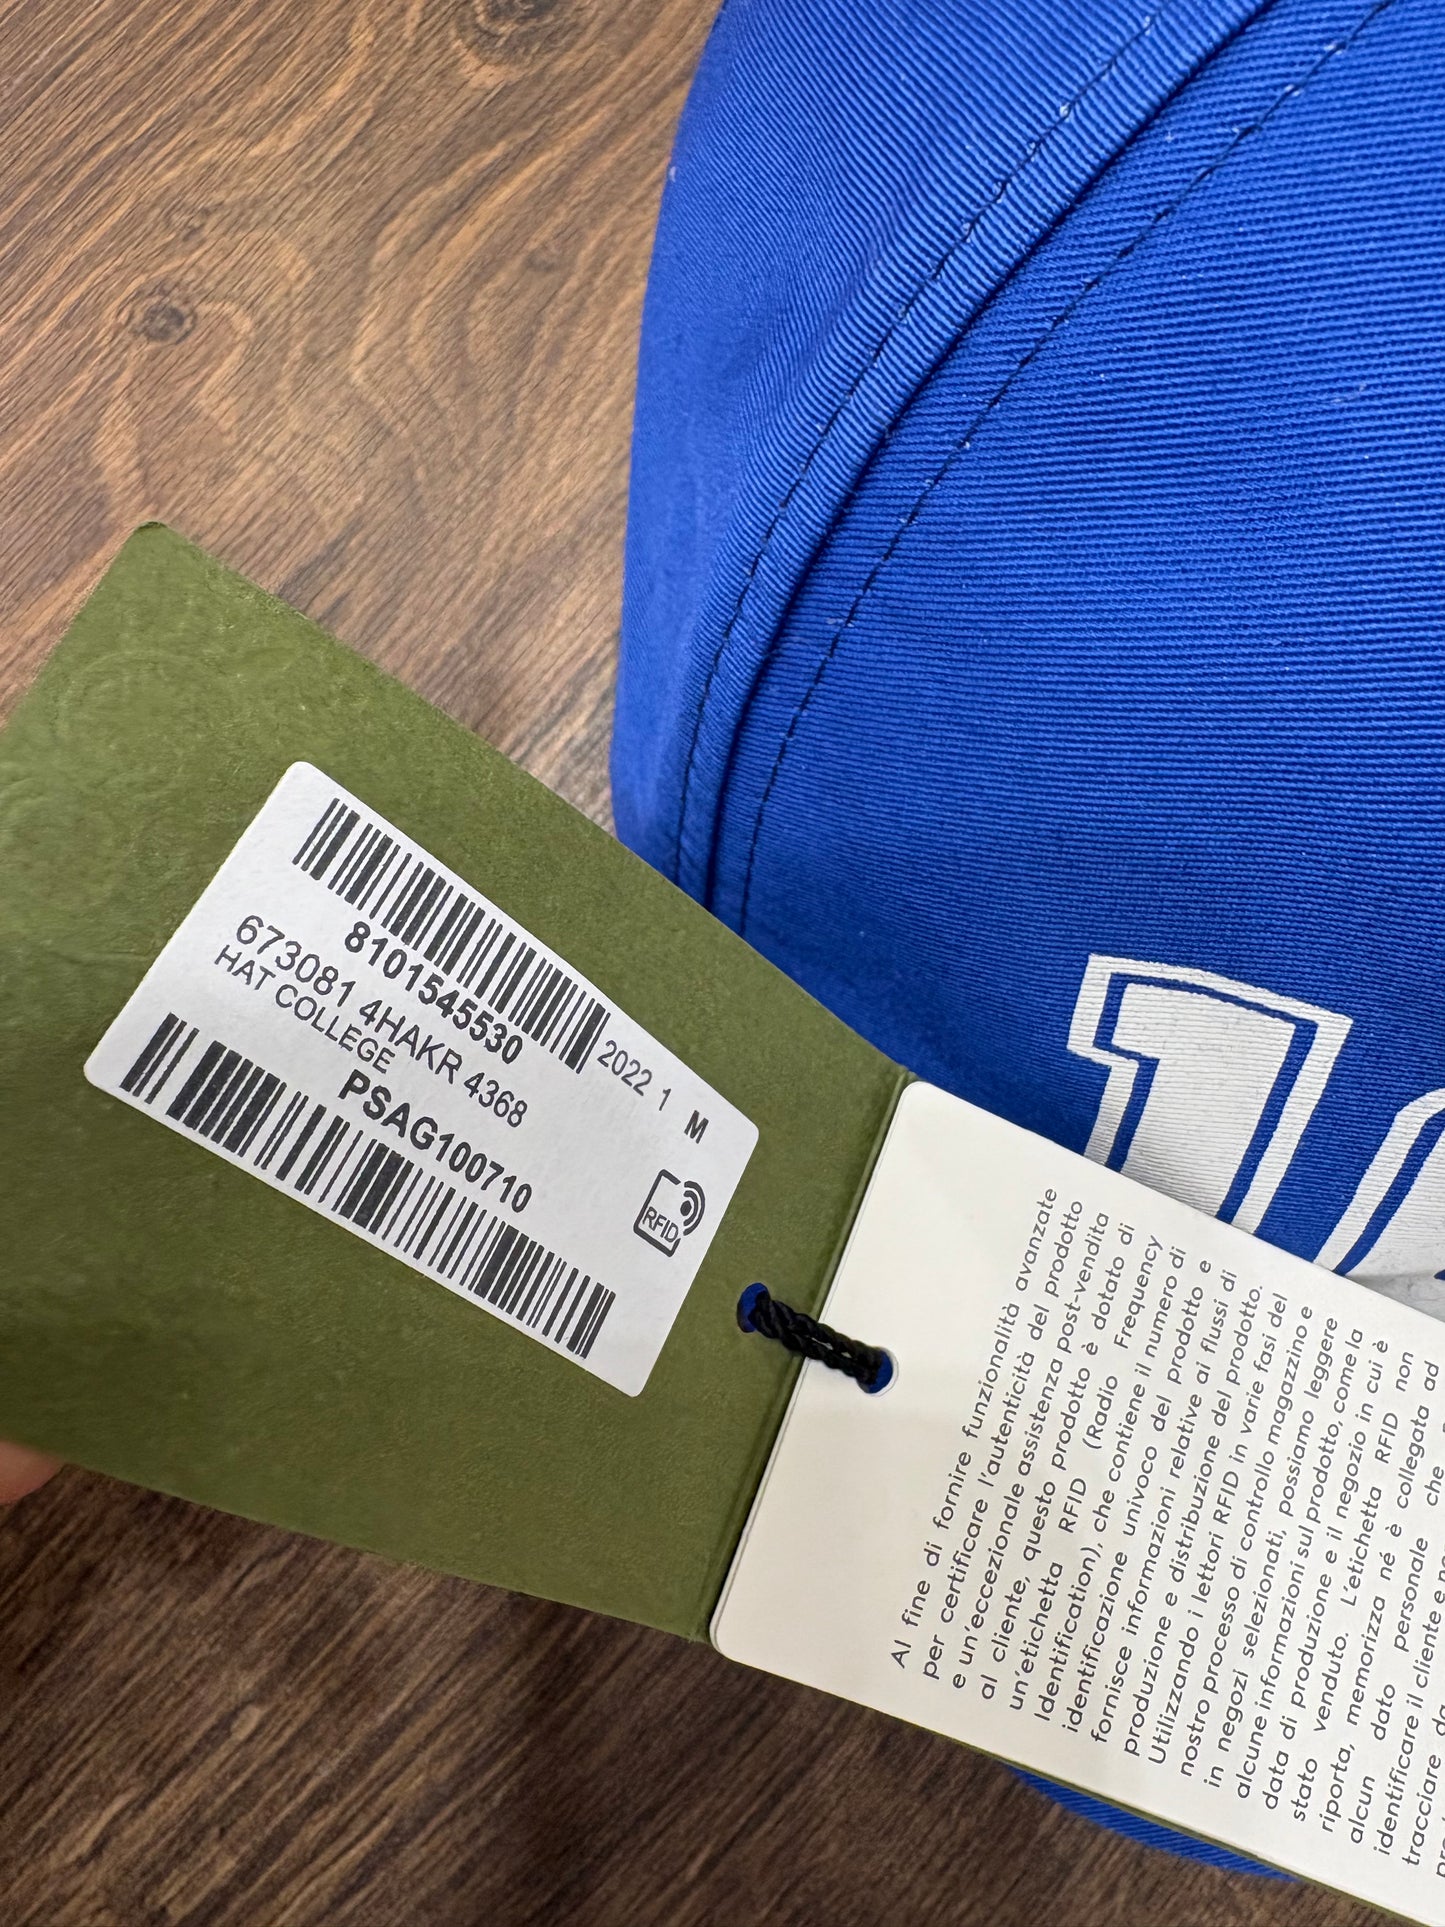 8101545530
673081 4HAKR 4368
2022 1 M
HAT COLLEGE
PSAG100710
RFID
Al fine di fornire funzionalità avanzate
per certificare l'autenticità del prodotto
e un'eccezionale assistenza post-vendita
al cliente, questo prodotto è dotato di
un'etichetta RFID (Radio Frequency
Identification), che contiene il numero di
identificazione univoco del prodotto e
fornisce informazioni relative ai flussi di
produzione e distribuzione del prodotto.
Utilizzando i lettori RFID in varie fasi del
nostro processo di controllo magazzino e
in negozi selezionati, possiamo leggere
alcune informazioni sul prodotto, come la
data di produzione e il negozio in cui è
stato venduto. L'etichetta RFID non
riporta, memorizza né è collegata ad
alcun dato personale che
identificare il cliente e
tracciare